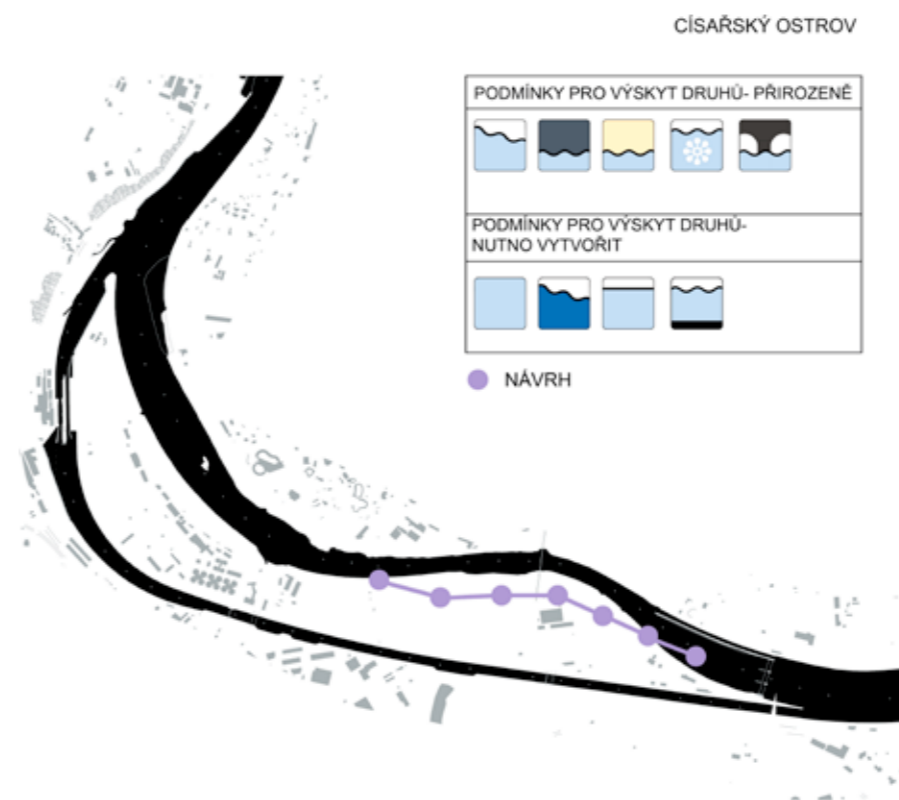 CÍSAŘSKÝ OSTROV
PODMÍNKY PRO VÝSKYT DRUHŮ- PŘIROZENĚ
PODMÍNKY PRO VÝSKYT DRUHŮ-
NUTNO VYTVOŘIT
NÁVRH